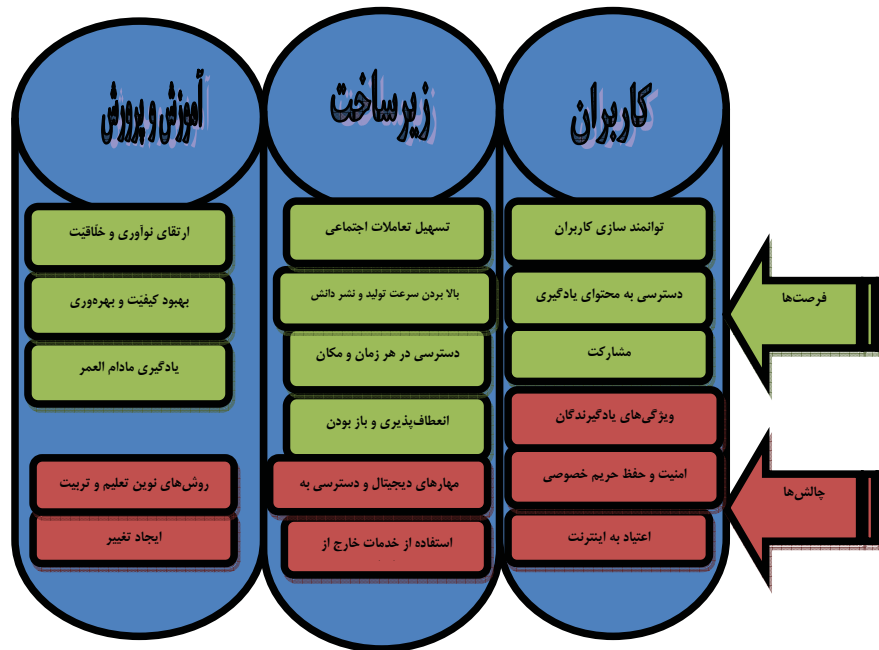 کاربران
توانمند سازی کاربران
دسترسی به محتوای یادگیری
مشارکت
ویژگی‌های یادگیرندگان
امنیت و حفظ حریم خصوصی
اعتیاد به اینترنت
زیرساخت
تسهیل تعاملات اجتماعی
بالا بردن سرعت تولید و نشر دانش
دسترسی در هر زمان و مکان
انعطاف‌پذیری و باز بودن
مهارهای دیجیتال و دسترسی به
استفاده از خدمات خارج از
آموزش و پرورش
ارتقای نوآوری و خلّاقیّت
بهبود کیفیّت و بهره‌وری
یادگیری مادام العمر
روش‌های نوین تعلیم و تربیت
ایجاد تغییر
فرصت‌ها
چالش‌ها